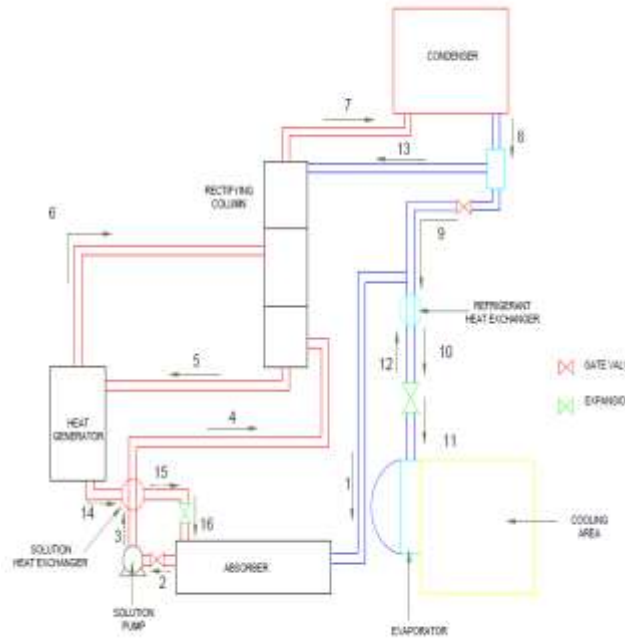 CONDENSER
7
8
13
RECTIFYING
COLUMN
6
9
REFRIGERANT
HEAT EXCHANGER
12
10
5
GATE VAL
HEAT
GENERATOR
4
EXPANSIO
11
15
1
14
3
16
COOLING
AREA
SOLUTION
HEAT EXCHANGER
2
ABSORBER
SOLUTION
PUMP
EVAPORATOR